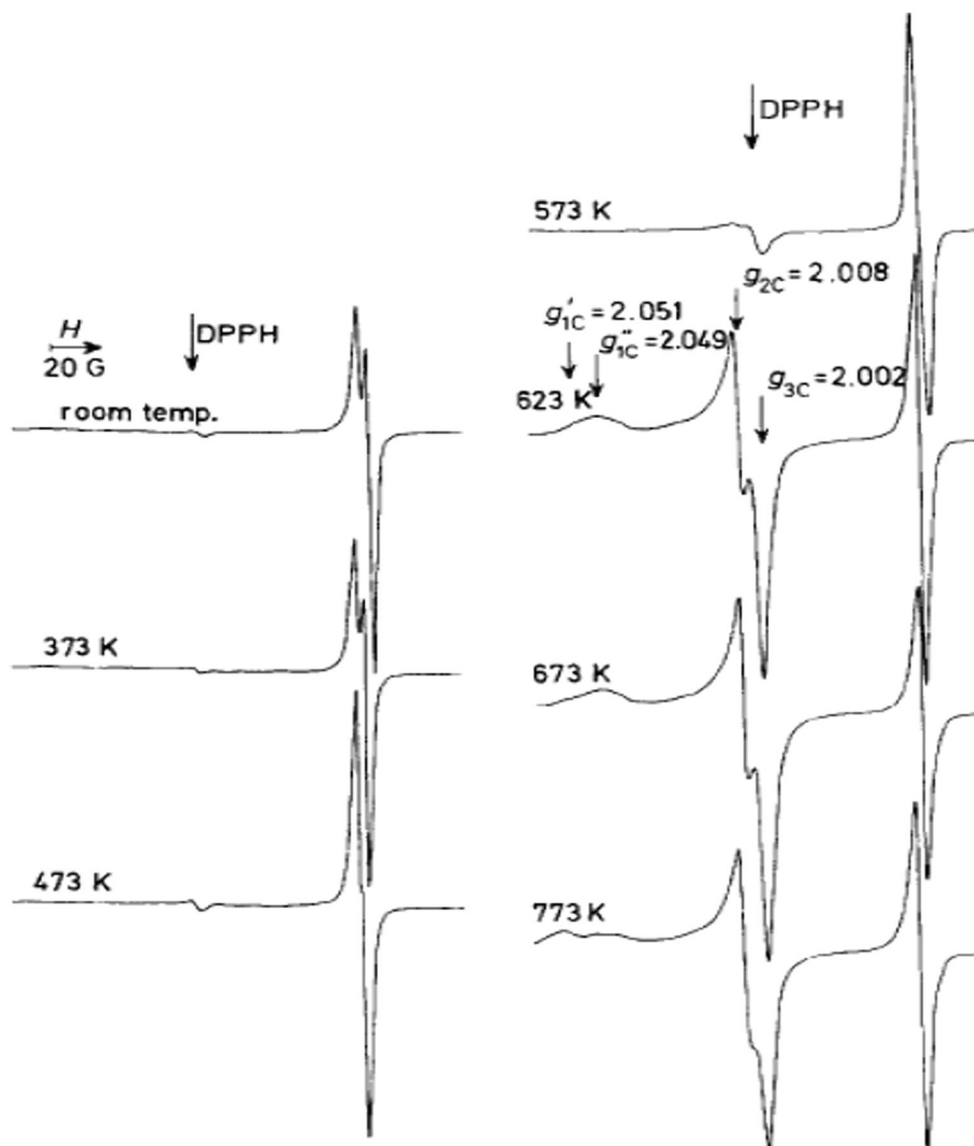 H
20 G
DPPH
room temp.
373 K
473 K
DPPH
573 K
g2C = 2.008
g′1C = 2.051
g″1C = 2.049
623 K
g3C = 2.002
673 K
773 K